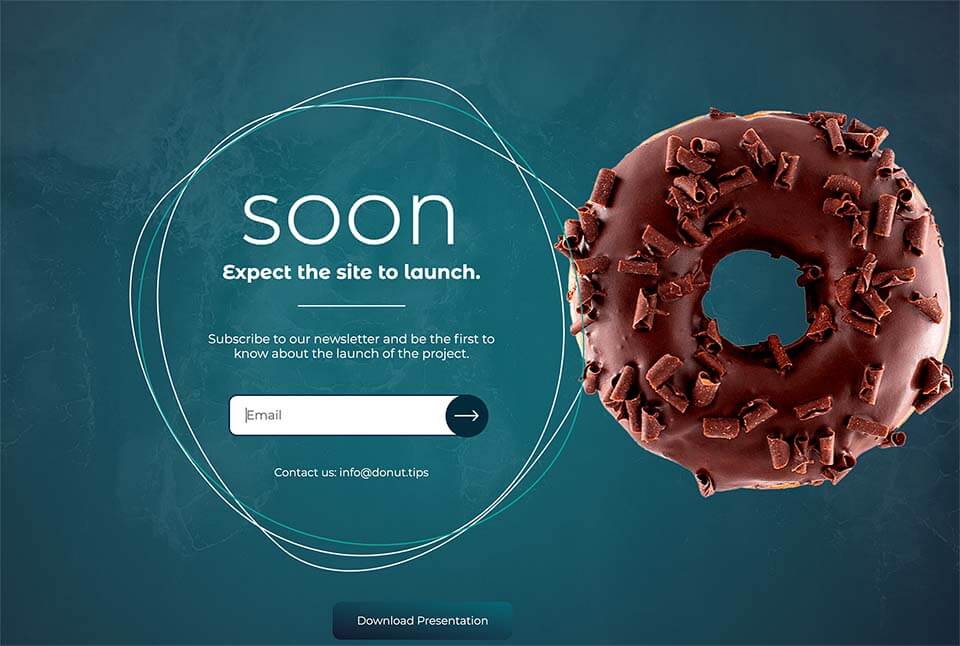 soon
Expect the site to launch.
Subscribe to our newsletter and be the first to
know about the launch of the project.
Email
Contact us: info@donut.tips
Download Presentation